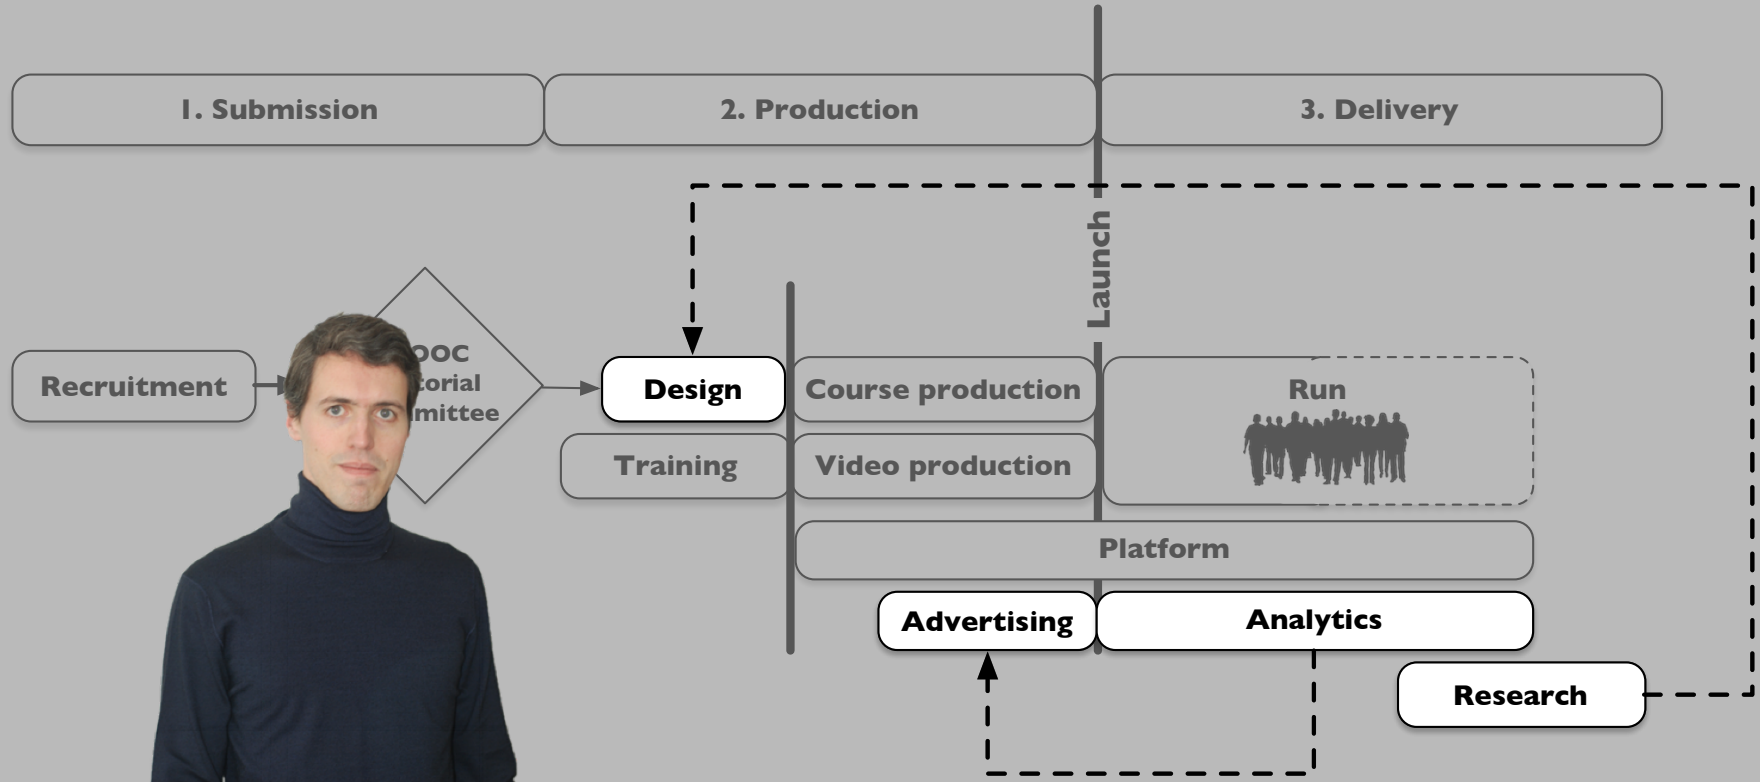 1. Submission
2. Production
3. Delivery
Launch
Recruitment
Design
Course production
Run
Training
Video production
Platform
Advertising
Analytics
Research